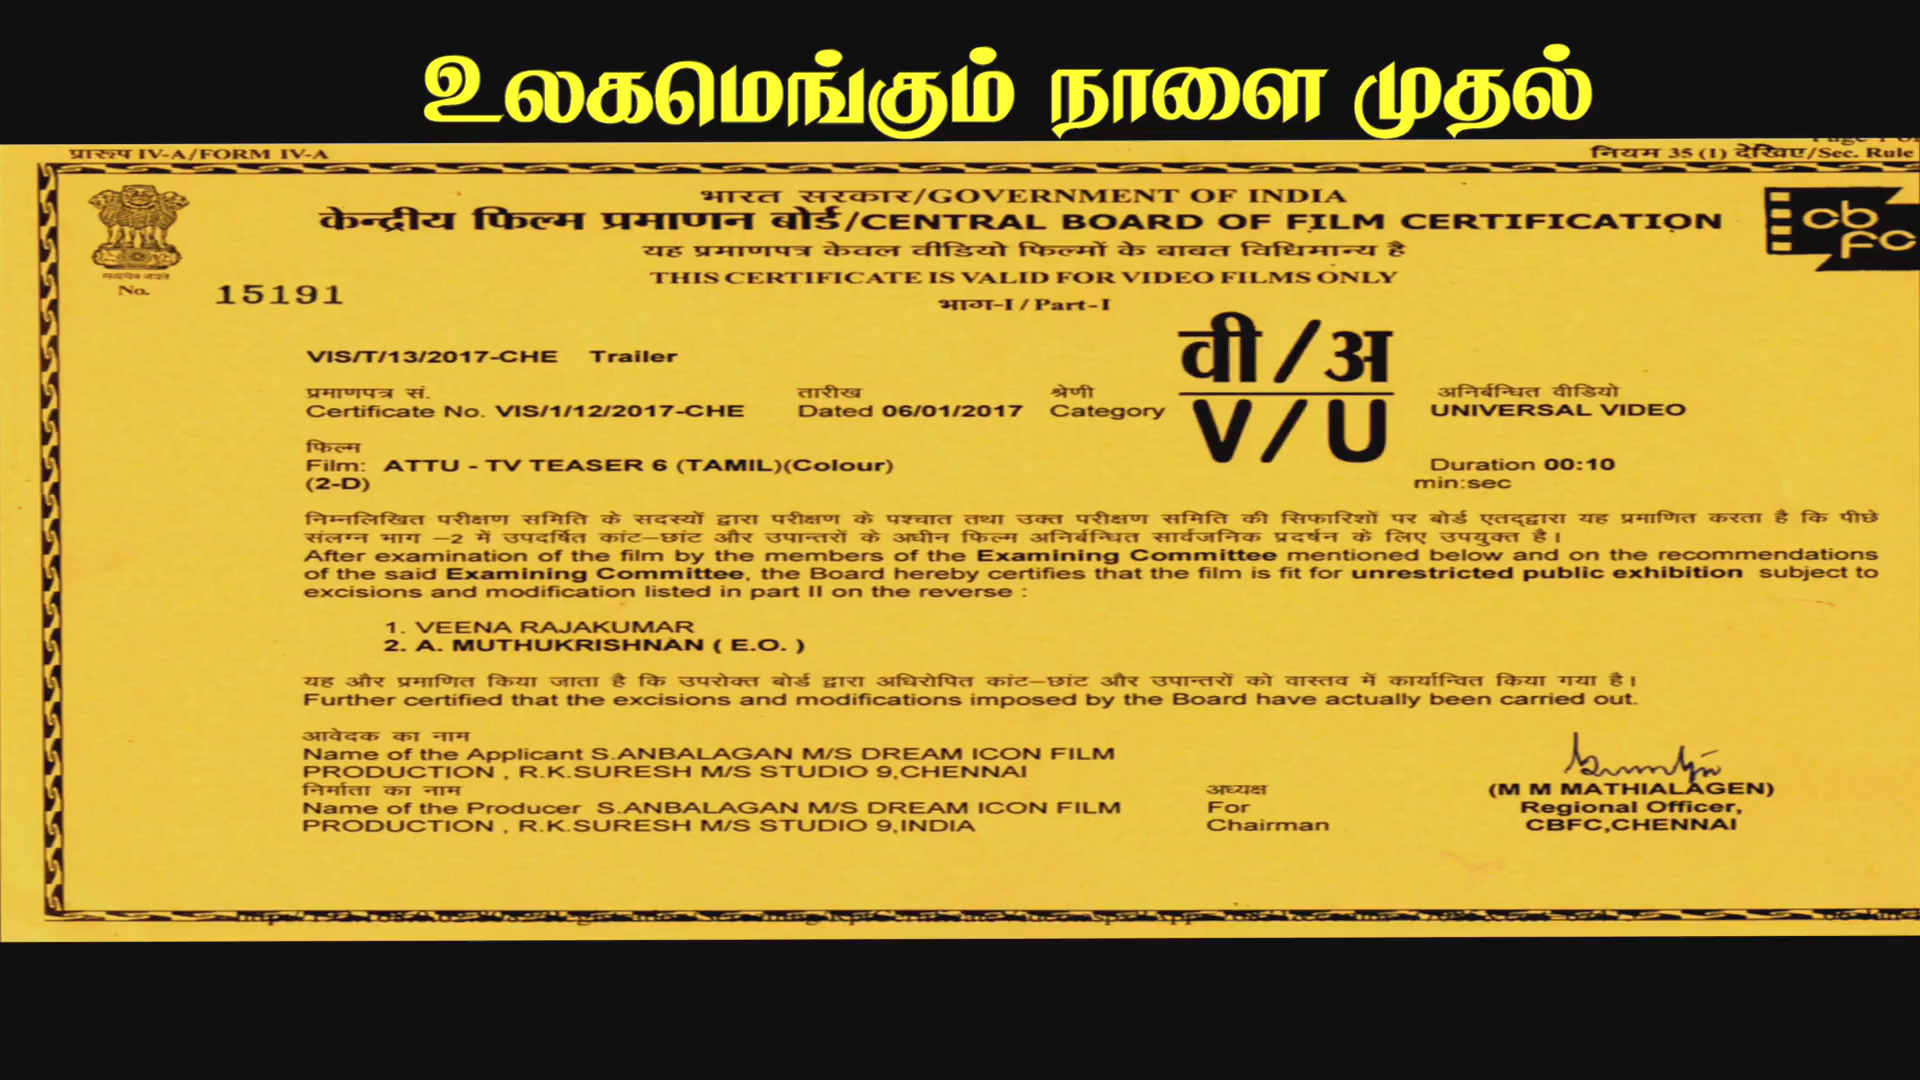 உலகமெங்கும் நாளை முதல்
प्रारूप IV-A/FORM IV-A
नियम 35 (1) देखिए/Sec. Rule
भारत सरकार/GOVERNMENT OF INDIA
केन्द्रीय फिल्म प्रमाणन बोर्ड/CENTRAL BOARD OF FILM CERTIFICATION
cb
fc
यह प्रमाणपत्र केवल वीडियो फिल्मों के बाबत विधिमान्य है
THIS CERTIFICATE IS VALID FOR VIDEO FILMS ONLY
सत्यमेव जयते
No. 15191
भाग-I / Part-I
VIS/T/13/2017-CHE Trailer
वी/अ
V/U
प्रमाणपत्र सं. तारीख श्रेणी अनिर्बन्धित वीडियो
Certificate No. VIS/1/12/2017-CHE Dated 06/01/2017 Category UNIVERSAL VIDEO
फिल्म
Film: ATTU - TV TEASER 6 (TAMIL)(Colour) Duration 00:10
(2-D) min:sec
निम्नलिखित परीक्षण समिति के सदस्यों द्वारा परीक्षण के पश्चात तथा उक्त परीक्षण समिति की सिफारिशों पर बोर्ड एतद्द्वारा यह प्रमाणित करता है कि पीछे
संलग्न भाग -2 में उपदर्षित कांट-छांट और उपान्तरों के अधीन फिल्म अनिर्बन्धित सार्वजनिक प्रदर्षन के लिए उपयुक्त है।
After examination of the film by the members of the Examining Committee mentioned below and on the recommendations
of the said Examining Committee, the Board hereby certifies that the film is fit for unrestricted public exhibition subject to
excisions and modification listed in part II on the reverse :
1. VEENA RAJAKUMAR
2. A. MUTHUKRISHNAN ( E.O. )
यह और प्रमाणित किया जाता है कि उपरोक्त बोर्ड द्वारा अधिरोपित कांट-छांट और उपान्तरों को वास्तव में कार्यान्वित किया गया है।
Further certified that the excisions and modifications imposed by the Board have actually been carried out.
आवेदक का नाम
Name of the Applicant S.ANBALAGAN M/S DREAM ICON FILM
PRODUCTION , R.K.SURESH M/S STUDIO 9,CHENNAI
निर्माता का नाम
Name of the Producer S.ANBALAGAN M/S DREAM ICON FILM
PRODUCTION , R.K.SURESH M/S STUDIO 9,INDIA
अध्यक्ष
For
Chairman
(M M MATHIALAGEN)
Regional Officer,
CBFC,CHENNAI